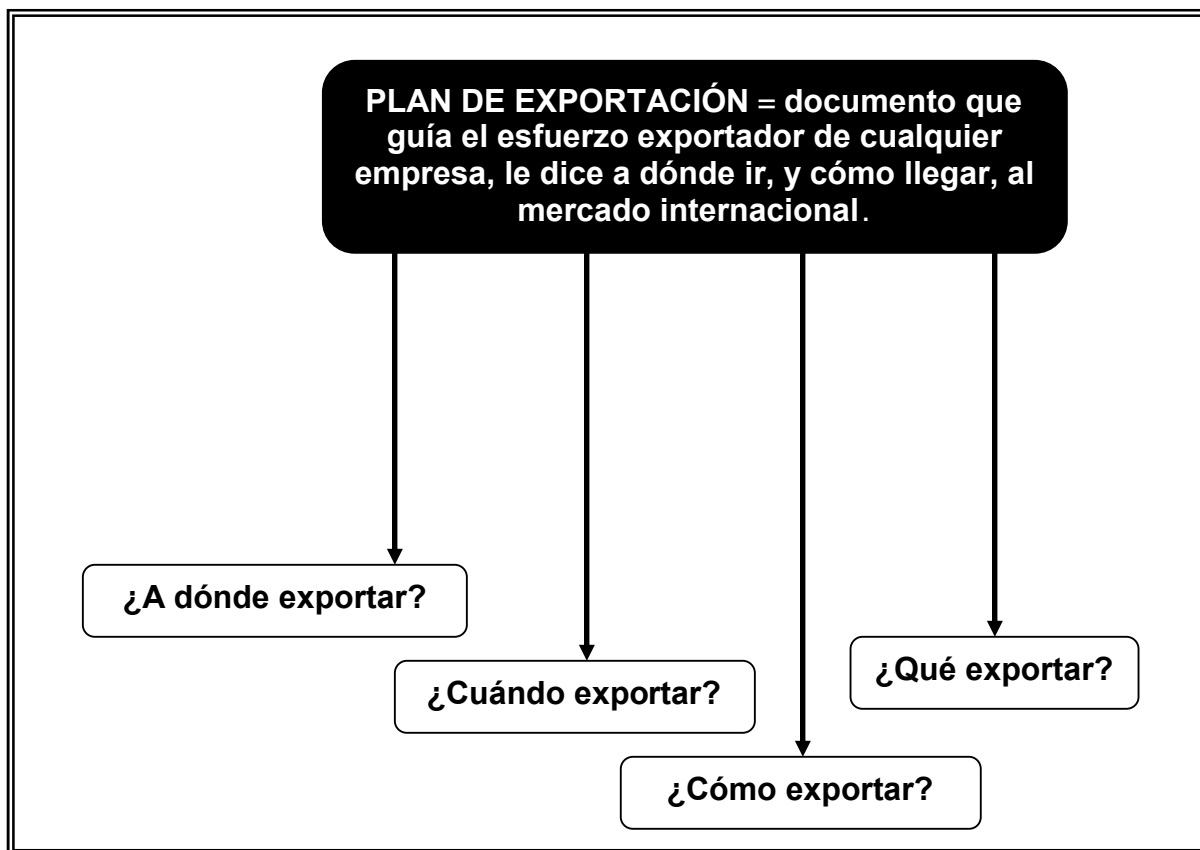 PLAN DE EXPORTACIÓN = documento que
guía el esfuerzo exportador de cualquier
empresa, le dice a dónde ir, y cómo llegar, al
mercado internacional.
¿A dónde exportar?
¿Cuándo exportar?
¿Qué exportar?
¿Cómo exportar?